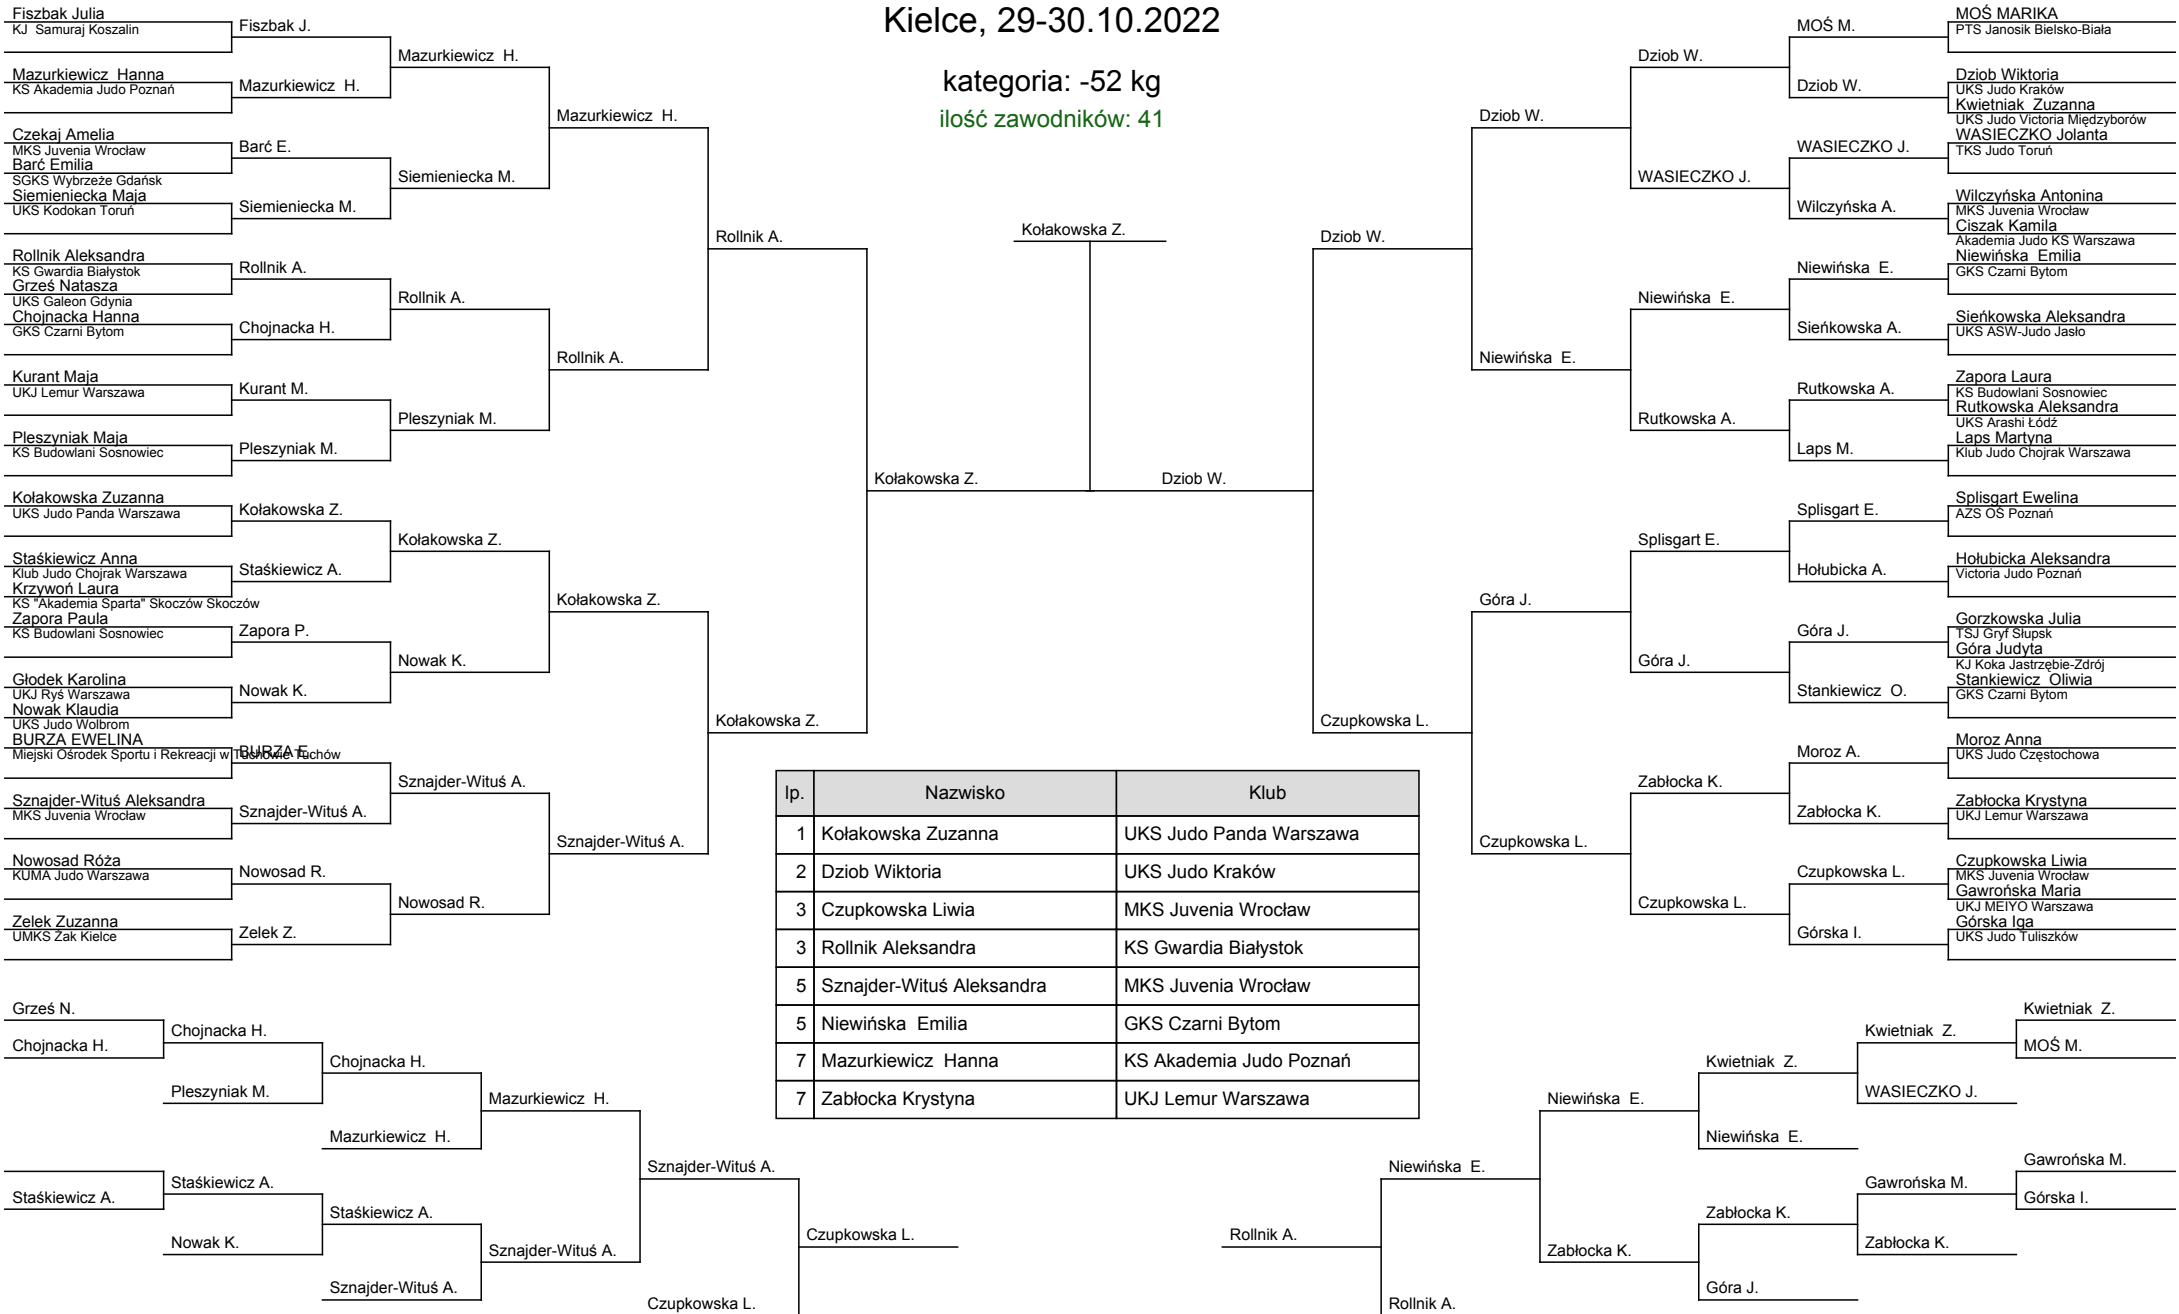 Kielce, 29-30.10.2022
kategoria: -52 kg
ilość zawodników: 41
Fiszbak Julia
KJ  Samuraj Koszalin
Mazurkiewicz  Hanna
KS Akademia Judo Poznań
Czekaj Amelia
MKS Juvenia Wrocław
Barć Emilia
SGKS Wybrzeże Gdańsk
Siemieniecka Maja
UKS Kodokan Toruń
Rollnik Aleksandra
KS Gwardia Białystok
Grześ Natasza
UKS Galeon Gdynia
Chojnacka Hanna
GKS Czarni Bytom
Kurant Maja
UKJ Lemur Warszawa
Pleszyniak Maja
KS Budowlani Sosnowiec
Kołakowska Zuzanna
UKS Judo Panda Warszawa
Staśkiewicz Anna
Klub Judo Chojrak Warszawa
Krzywoń Laura
KS "Akademia Sparta" Skoczów Skoczów
Zapora Paula
KS Budowlani Sosnowiec
Głodek Karolina
UKJ Ryś Warszawa
Nowak Klaudia
UKS Judo Wolbrom
BURZA EWELINA
Miejski Ośrodek Sportu i Rekreacji w Tuchowie Tuchów
Sznajder-Wituś Aleksandra
MKS Juvenia Wrocław
Nowosad Róża
KUMA Judo Warszawa
Zelek Zuzanna
UMKS Żak Kielce
Fiszbak J.
Mazurkiewicz  H.
Barć E.
Siemieniecka M.
Rollnik A.
Chojnacka H.
Kurant M.
Pleszyniak M.
Kołakowska Z.
Staśkiewicz A.
Zapora P.
Nowak K.
BURZA E.
Sznajder-Wituś A.
Nowosad R.
Zelek Z.
Mazurkiewicz  H.
Siemieniecka M.
Rollnik A.
Pleszyniak M.
Kołakowska Z.
Nowak K.
Sznajder-Wituś A.
Nowosad R.
Mazurkiewicz  H.
Rollnik A.
Kołakowska Z.
Sznajder-Wituś A.
Rollnik A.
Kołakowska Z.
Kołakowska Z.
Kołakowska Z.
Dziob W.
Dziob W.
Czupkowska L.
Dziob W.
Niewińska  E.
Góra J.
Czupkowska L.
Dziob W.
WASIECZKO J.
Niewińska  E.
Rutkowska A.
Splisgart E.
Góra J.
Zabłocka K.
Czupkowska L.
MOŚ M.
Dziob W.
WASIECZKO J.
Wilczyńska A.
Niewińska  E.
Sieńkowska A.
Rutkowska A.
Laps M.
Splisgart E.
Hołubicka A.
Góra J.
Stankiewicz  O.
Moroz A.
Zabłocka K.
Czupkowska L.
Górska I.
MOŚ MARIKA
PTS Janosik Bielsko-Biała
Dziob Wiktoria
UKS Judo Kraków
Kwietniak  Zuzanna
UKS Judo Victoria Międzyborów
WASIECZKO Jolanta
TKS Judo Toruń
Wilczyńska Antonina
MKS Juvenia Wrocław
Ciszak Kamila
Akademia Judo KS Warszawa
Niewińska  Emilia
GKS Czarni Bytom
Sieńkowska Aleksandra
UKS ASW-Judo Jasło
Zapora Laura
KS Budowlani Sosnowiec
Rutkowska Aleksandra
UKS Arashi Łódź
Laps Martyna
Klub Judo Chojrak Warszawa
Splisgart Ewelina
AZS OŚ Poznań
Hołubicka Aleksandra
Victoria Judo Poznań
Gorzkowska Julia
TSJ Gryf Słupsk
Góra Judyta
KJ Koka Jastrzębie-Zdrój
Stankiewicz  Oliwia
GKS Czarni Bytom
Moroz Anna
UKS Judo Częstochowa
Zabłocka Krystyna
UKJ Lemur Warszawa
Czupkowska Liwia
MKS Juvenia Wrocław
Gawrońska Maria
UKJ MEIYO Warszawa
Górska Iga
UKS Judo Tuliszków
lp. Nazwisko Klub
1 Kołakowska Zuzanna UKS Judo Panda Warszawa
2 Dziob Wiktoria UKS Judo Kraków
3 Czupkowska Liwia MKS Juvenia Wrocław
3 Rollnik Aleksandra KS Gwardia Białystok
5 Sznajder-Wituś Aleksandra MKS Juvenia Wrocław
5 Niewińska  Emilia GKS Czarni Bytom
7 Mazurkiewicz  Hanna KS Akademia Judo Poznań
7 Zabłocka Krystyna UKJ Lemur Warszawa
Grześ N.
Chojnacka H.
Staśkiewicz A.
Chojnacka H.
Pleszyniak M.
Staśkiewicz A.
Nowak K.
Chojnacka H.
Mazurkiewicz  H.
Staśkiewicz A.
Sznajder-Wituś A.
Mazurkiewicz  H.
Sznajder-Wituś A.
Sznajder-Wituś A.
Czupkowska L.
Czupkowska L.
Rollnik A.
Niewińska  E.
Rollnik A.
Niewińska  E.
Zabłocka K.
Kwietniak  Z.
Niewińska  E.
Zabłocka K.
Góra J.
Kwietniak  Z.
WASIECZKO J.
Gawrońska M.
Zabłocka K.
Kwietniak  Z.
MOŚ M.
Gawrońska M.
Górska I.